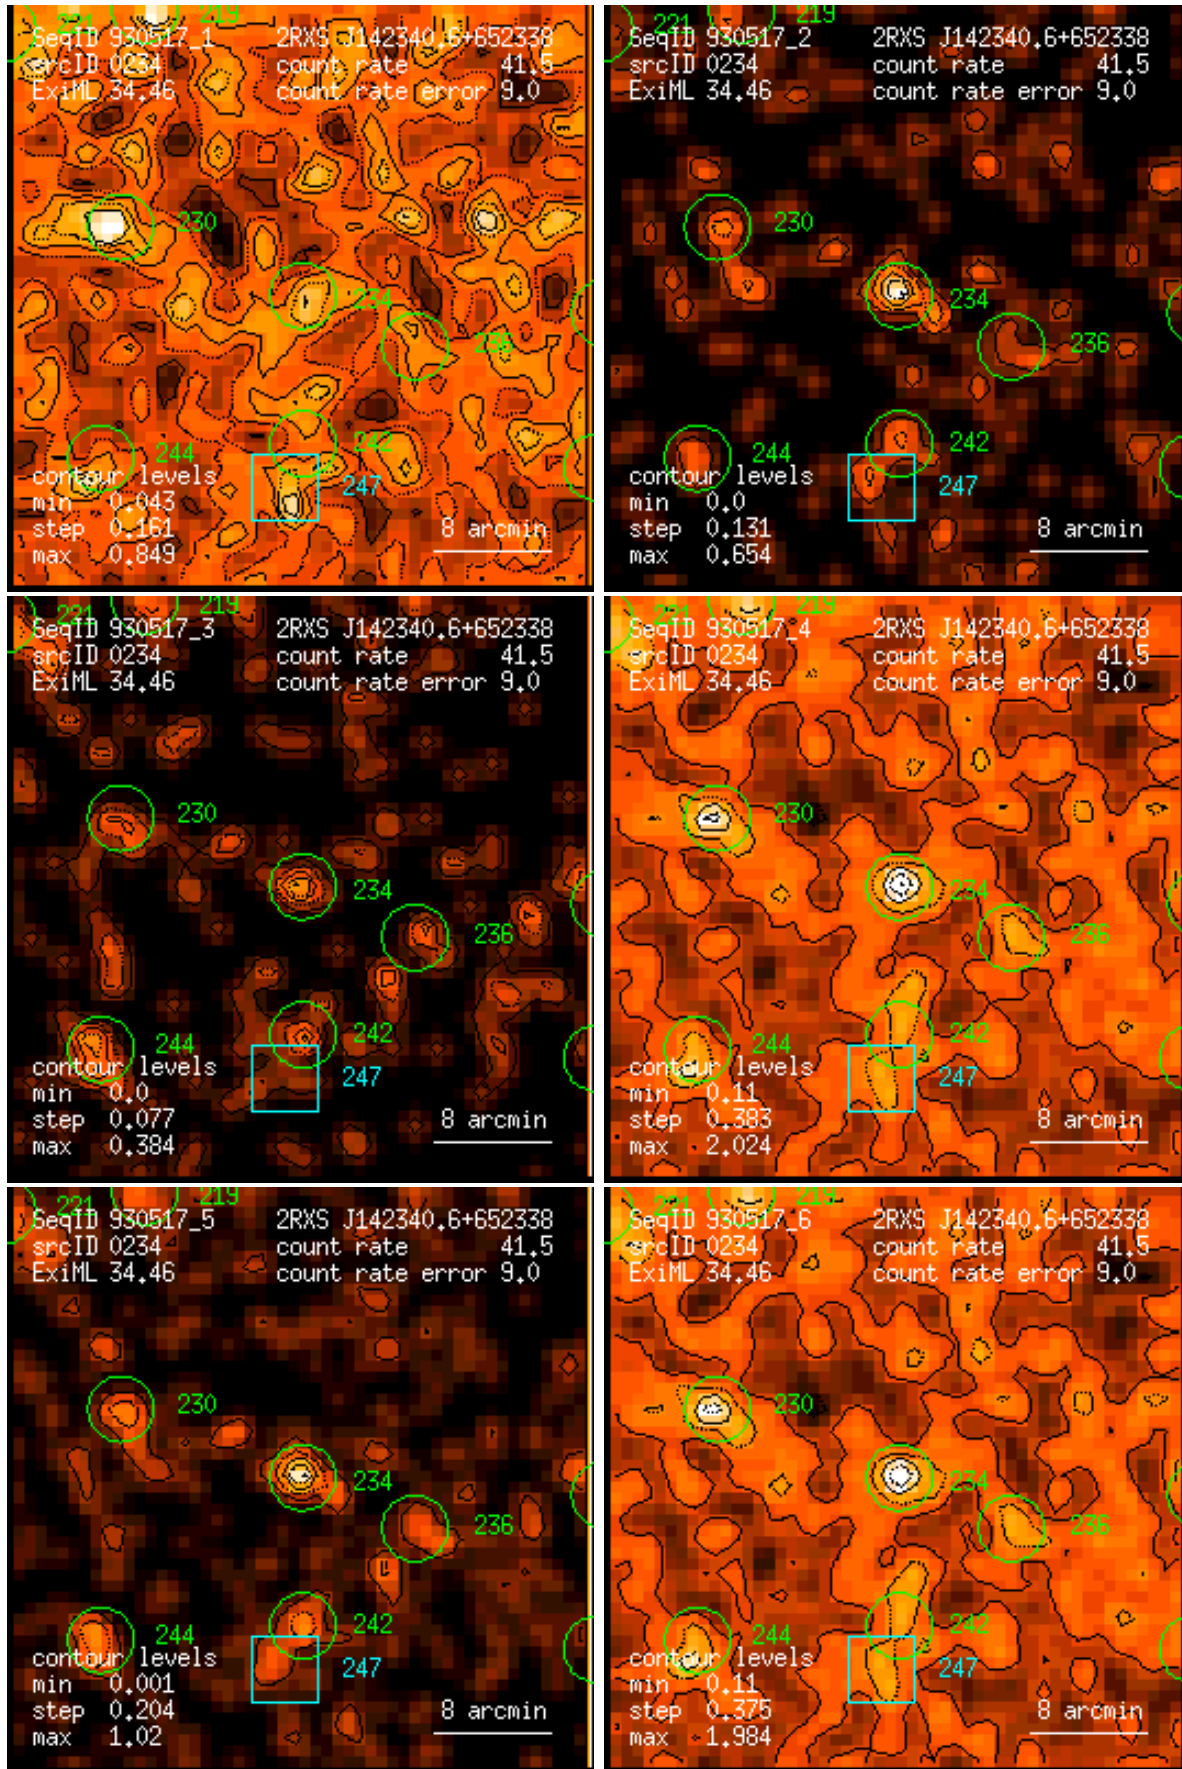 221 219
SeqID 930517_1 2RXS J142340.6+652338
srcID 0234 count rate 41.5
ExiML 34.46 count rate error 9.0
230
234
236
242
244
247
contour levels
min 0.043
step 0.161 8 arcmin
max 0.849
221 219
SeqID 930517_2 2RXS J142340.6+652338
srcID 0234 count rate 41.5
ExiML 34.46 count rate error 9.0
230
234
236
242
244
247
contour levels
min 0.0
step 0.131 8 arcmin
max 0.654
221 219
SeqID 930517_3 2RXS J142340.6+652338
srcID 0234 count rate 41.5
ExiML 34.46 count rate error 9.0
230
234
236
242
244
247
contour levels
min 0.0
step 0.077 8 arcmin
max 0.384
221 219
SeqID 930517_4 2RXS J142340.6+652338
srcID 0234 count rate 41.5
ExiML 34.46 count rate error 9.0
230
234
236
242
244
247
contour levels
min 0.11
step 0.383 8 arcmin
max 2.024
221 219
SeqID 930517_5 2RXS J142340.6+652338
srcID 0234 count rate 41.5
ExiML 34.46 count rate error 9.0
230
234
236
242
244
247
contour levels
min 0.001
step 0.204 8 arcmin
max 1.02
221 219
SeqID 930517_6 2RXS J142340.6+652338
srcID 0234 count rate 41.5
ExiML 34.46 count rate error 9.0
230
234
236
242
244
247
contour levels
min 0.11
step 0.375 8 arcmin
max 1.984